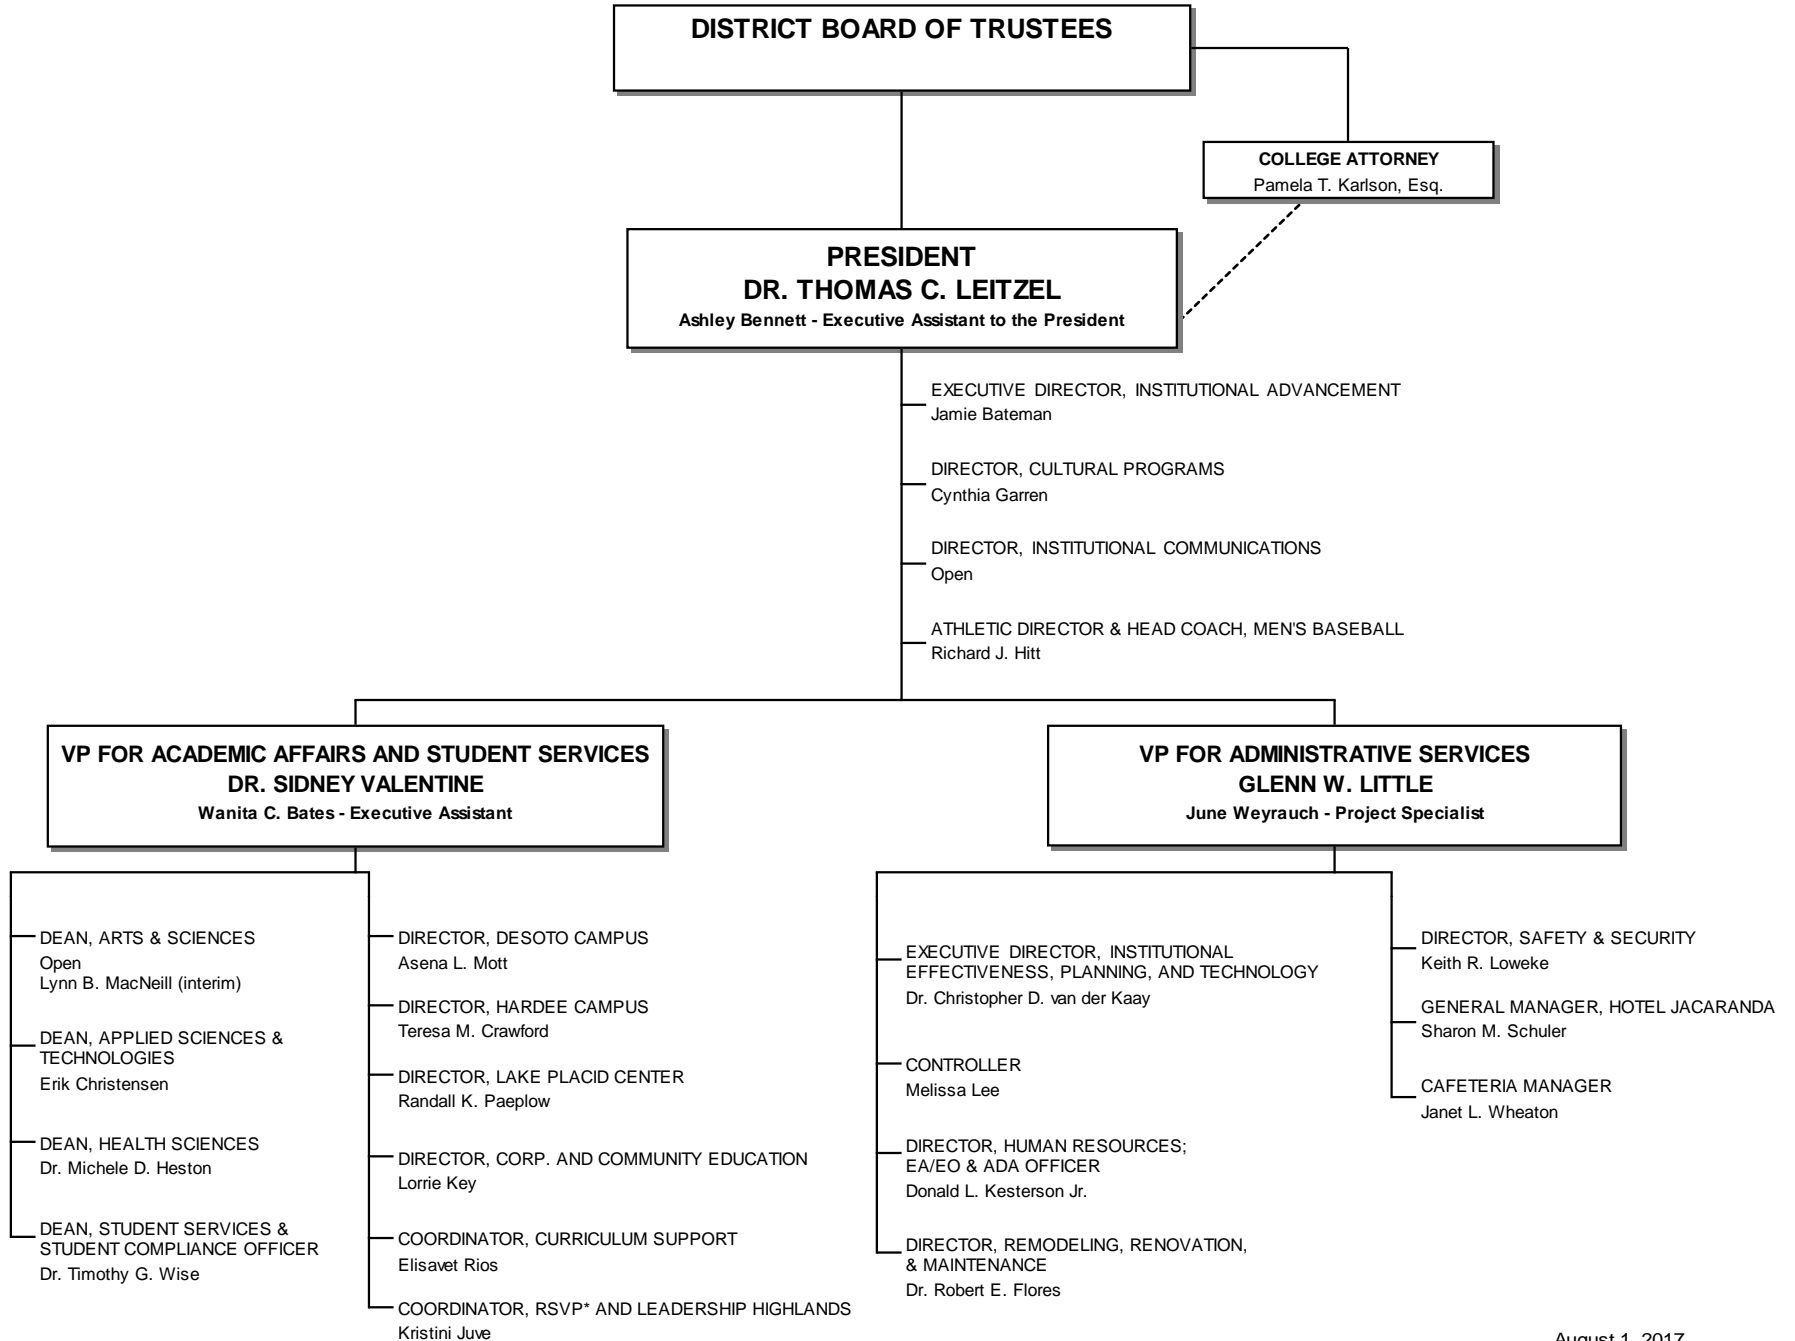 DISTRICT BOARD OF TRUSTEES
COLLEGE ATTORNEY
Pamela T. Karlson, Esq.
PRESIDENT
DR. THOMAS C. LEITZEL
Ashley Bennett - Executive Assistant to the President
EXECUTIVE DIRECTOR, INSTITUTIONAL ADVANCEMENT
Jamie Bateman
DIRECTOR, CULTURAL PROGRAMS
Cynthia Garren
DIRECTOR, INSTITUTIONAL COMMUNICATIONS
Open
ATHLETIC DIRECTOR & HEAD COACH, MEN'S BASEBALL
Richard J. Hitt
VP FOR ACADEMIC AFFAIRS AND STUDENT SERVICES
DR. SIDNEY VALENTINE
Wanita C. Bates - Executive Assistant
DEAN, ARTS & SCIENCES
Open
Lynn B. MacNeill (interim)
DEAN, APPLIED SCIENCES &
TECHNOLOGIES
Erik Christensen
DEAN, HEALTH SCIENCES
Dr. Michele D. Heston
DEAN, STUDENT SERVICES &
STUDENT COMPLIANCE OFFICER
Dr. Timothy G. Wise
DIRECTOR, DESOTO CAMPUS
Asena L. Mott
DIRECTOR, HARDEE CAMPUS
Teresa M. Crawford
DIRECTOR, LAKE PLACID CENTER
Randall K. Paeplow
DIRECTOR, CORP. AND COMMUNITY EDUCATION
Lorrie Key
COORDINATOR, CURRICULUM SUPPORT
Elisavet Rios
COORDINATOR, RSVP* AND LEADERSHIP HIGHLANDS
Kristini Juve
VP FOR ADMINISTRATIVE SERVICES
GLENN W. LITTLE
June Weyrauch - Project Specialist
EXECUTIVE DIRECTOR, INSTITUTIONAL
EFFECTIVENESS, PLANNING, AND TECHNOLOGY
Dr. Christopher D. van der Kaay
CONTROLLER
Melissa Lee
DIRECTOR, HUMAN RESOURCES;
EA/EO & ADA OFFICER
Donald L. Kesterson Jr.
DIRECTOR, REMODELING, RENOVATION,
& MAINTENANCE
Dr. Robert E. Flores
DIRECTOR, SAFETY & SECURITY
Keith R. Loweke
GENERAL MANAGER, HOTEL JACARANDA
Sharon M. Schuler
CAFETERIA MANAGER
Janet L. Wheaton
August 1, 2017